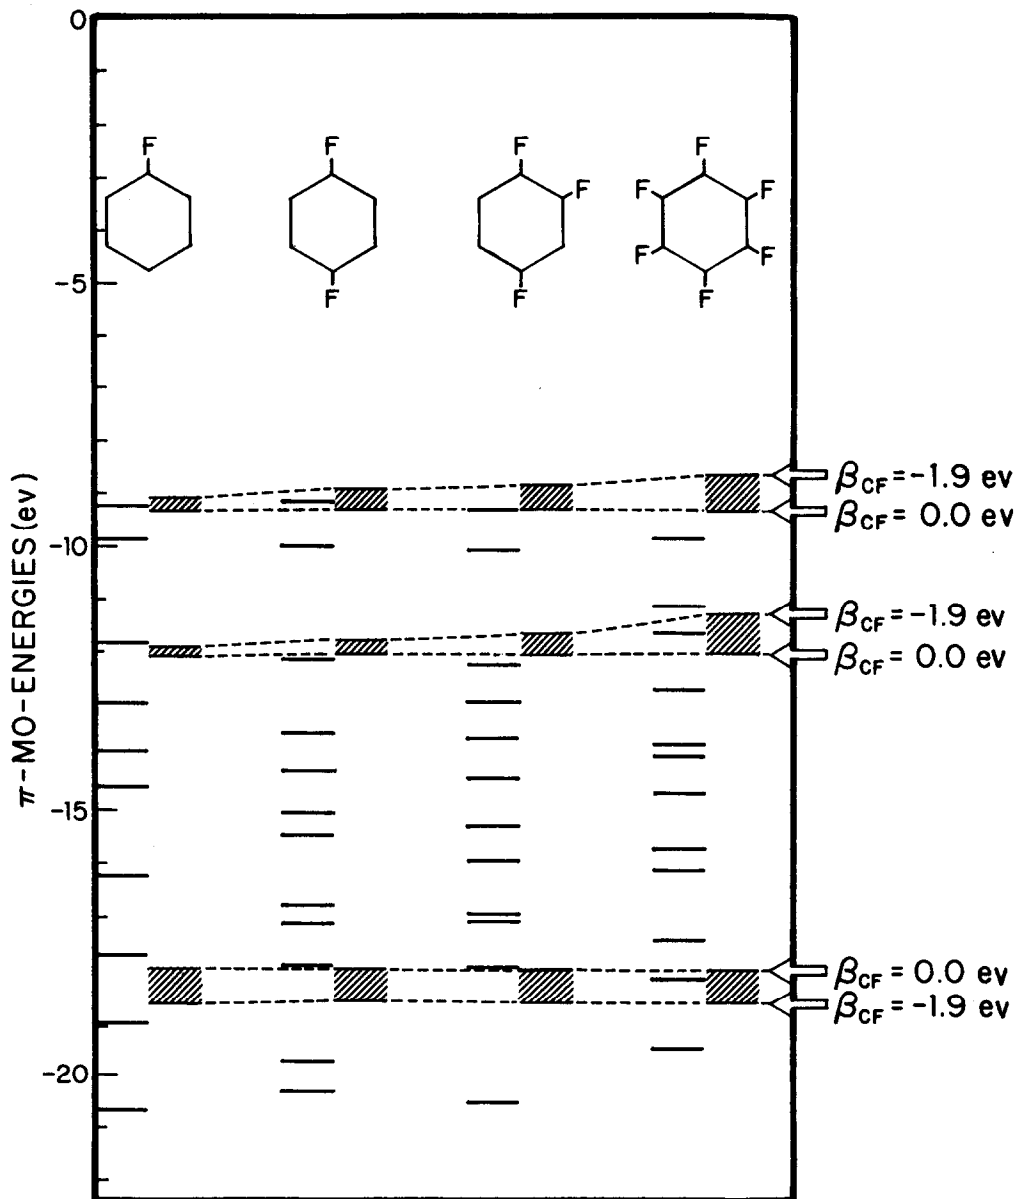 0
F
F
F
F
F
F
F
F
F
F
F
F
-5
-10
-15
-20
π-MO-ENERGIES(ev)
βCF=-1.9 ev
βCF= 0.0 ev
βCF=-1.9 ev
βCF= 0.0 ev
βCF= 0.0 ev
βCF=-1.9 ev